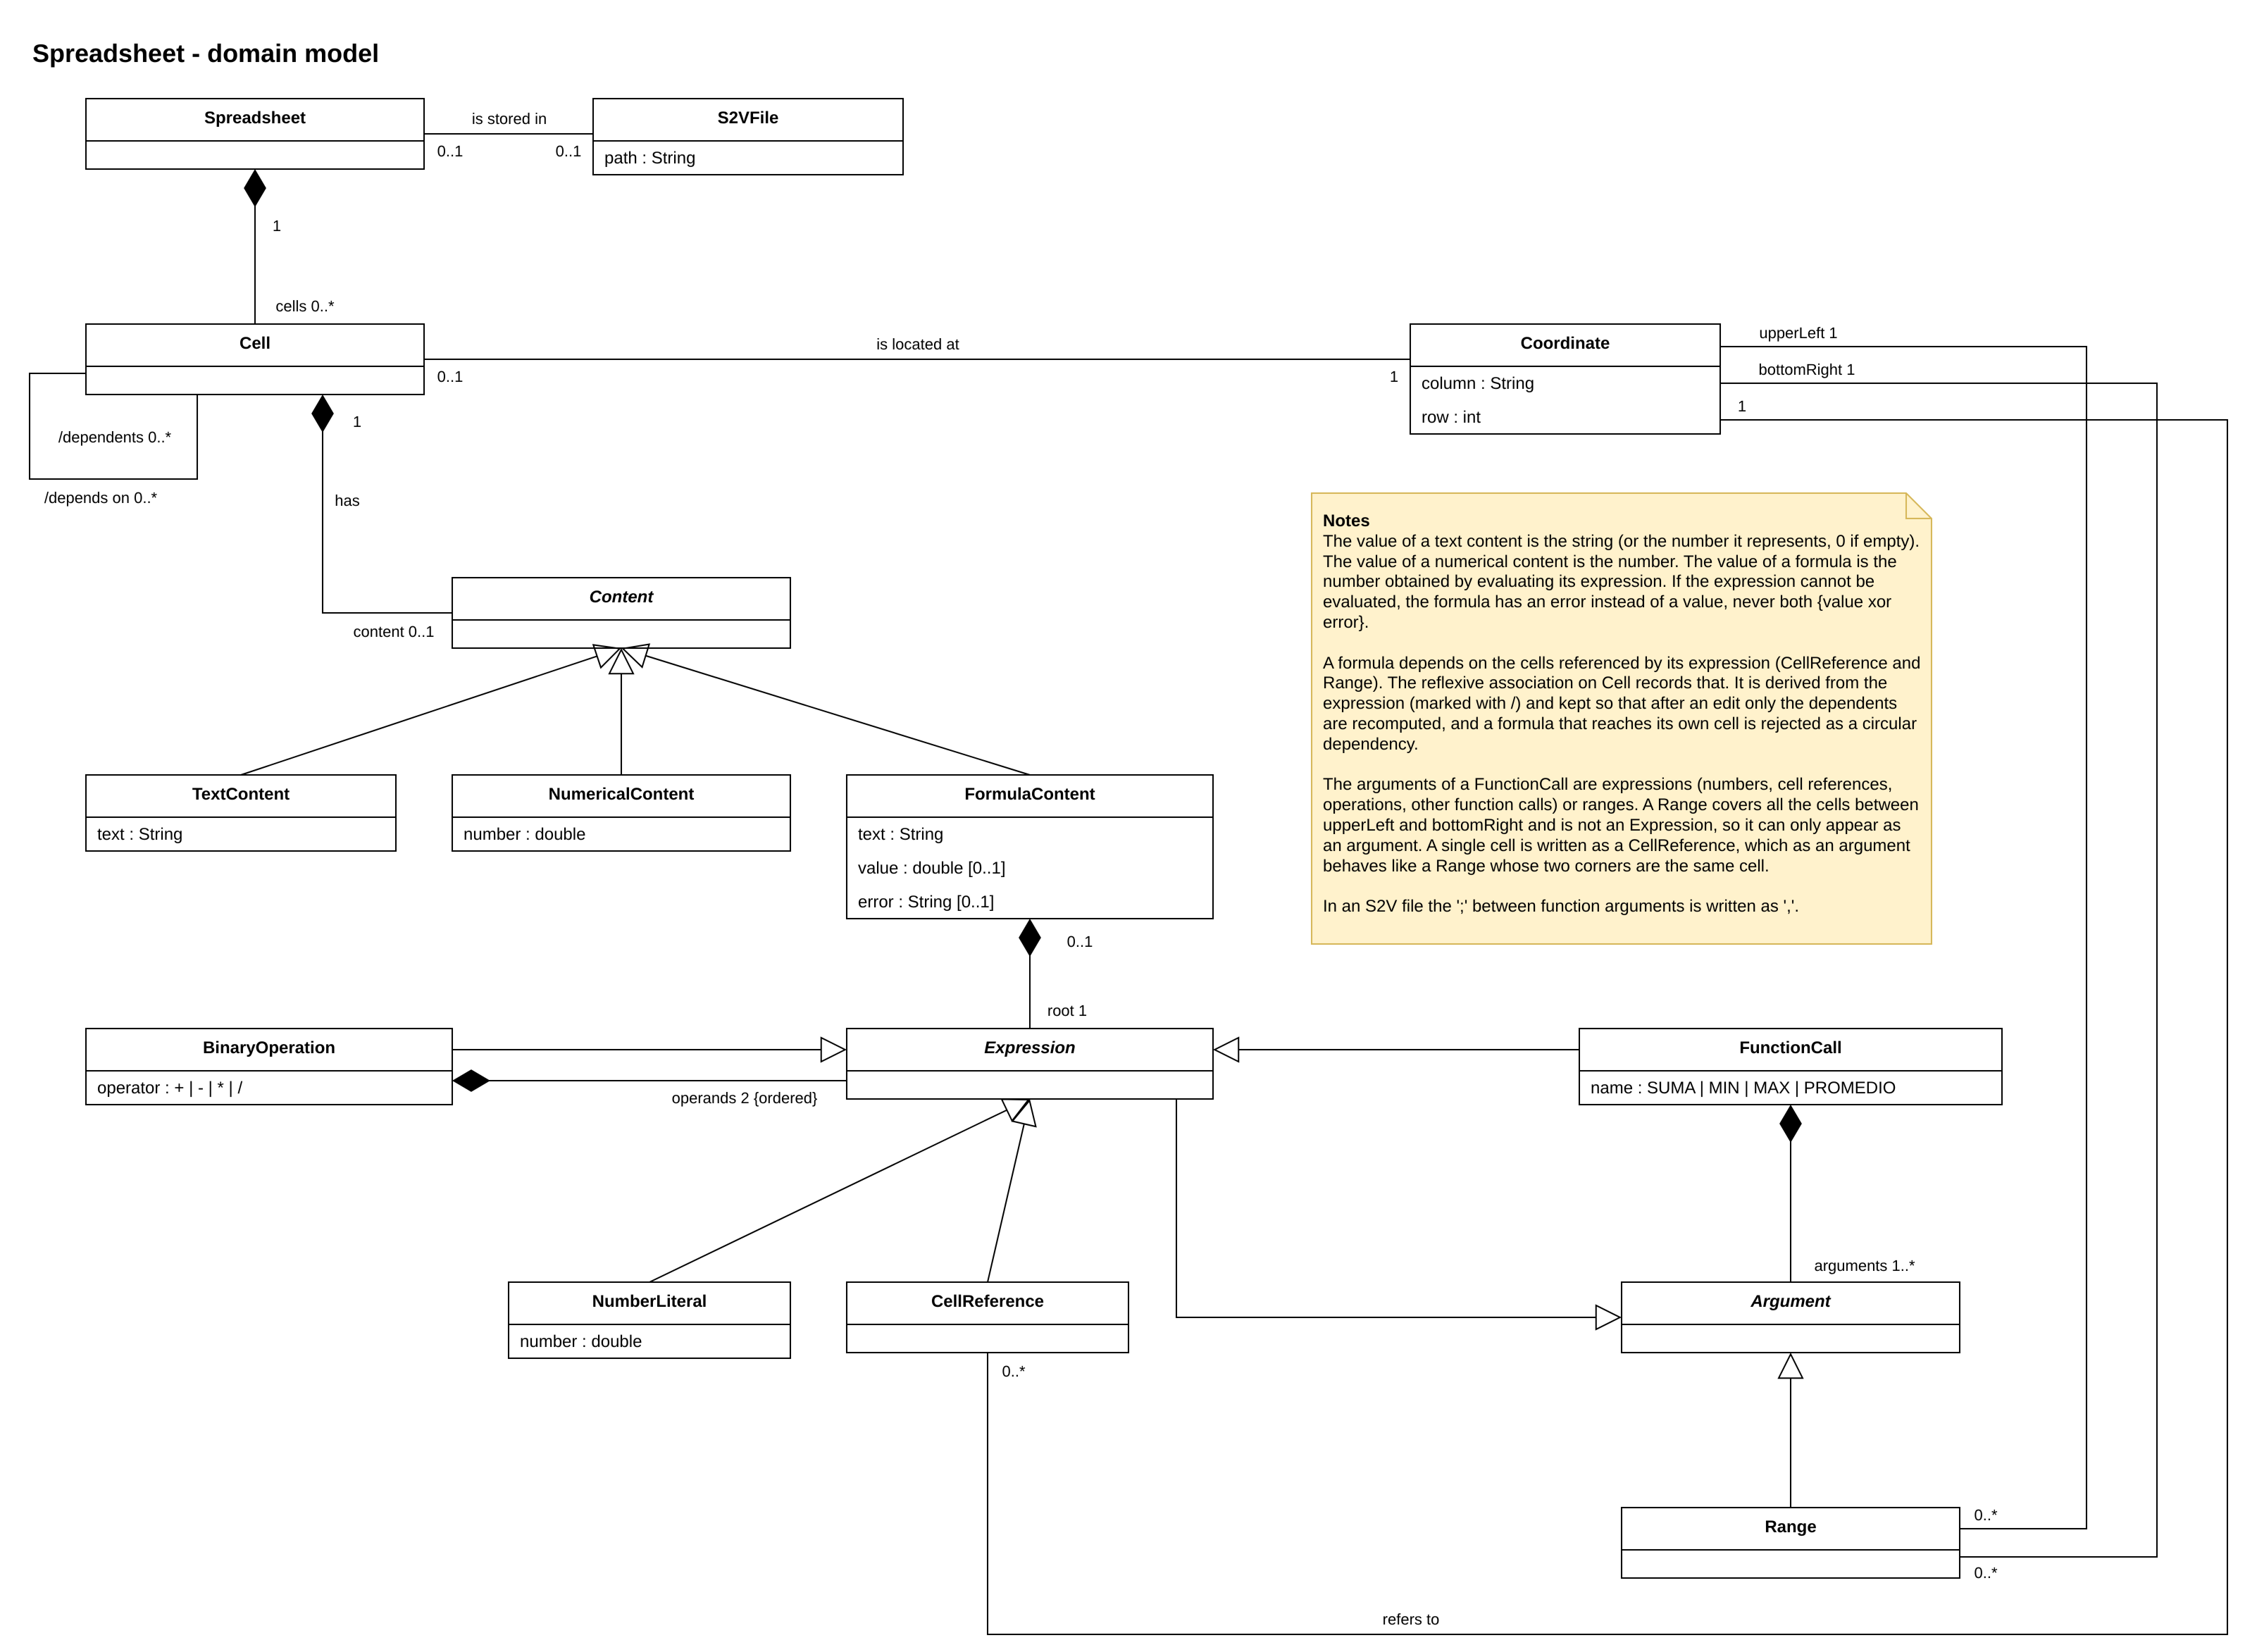 Spreadsheet - domain model
Spreadsheet
is stored in
0..1
0..1
S2VFile
path : String
1
cells 0..*
Cell
is located at
0..1
1
Coordinate
column : String
row : int
upperLeft 1
bottomRight 1
1
/dependents 0..*
/depends on 0..*
1
has
content 0..1
Content
Notes
The value of a text content is the string (or the number it represents, 0 if empty).
The value of a numerical content is the number. The value of a formula is the
number obtained by evaluating its expression. If the expression cannot be
evaluated, the formula has an error instead of a value, never both {value xor
error}.
A formula depends on the cells referenced by its expression (CellReference and
Range). The reflexive association on Cell records that. It is derived from the
expression (marked with /) and kept so that after an edit only the dependents
are recomputed, and a formula that reaches its own cell is rejected as a circular
dependency.
The arguments of a FunctionCall are expressions (numbers, cell references,
operations, other function calls) or ranges. A Range covers all the cells between
upperLeft and bottomRight and is not an Expression, so it can only appear as
an argument. A single cell is written as a CellReference, which as an argument
behaves like a Range whose two corners are the same cell.
In an S2V file the ';' between function arguments is written as ','.
TextContent
text : String
NumericalContent
number : double
FormulaContent
text : String
value : double [0..1]
error : String [0..1]
0..1
root 1
BinaryOperation
operator : + | - | * | /
operands 2 {ordered}
Expression
FunctionCall
name : SUMA | MIN | MAX | PROMEDIO
arguments 1..*
NumberLiteral
number : double
CellReference
0..*
Argument
Range
0..*
0..*
refers to